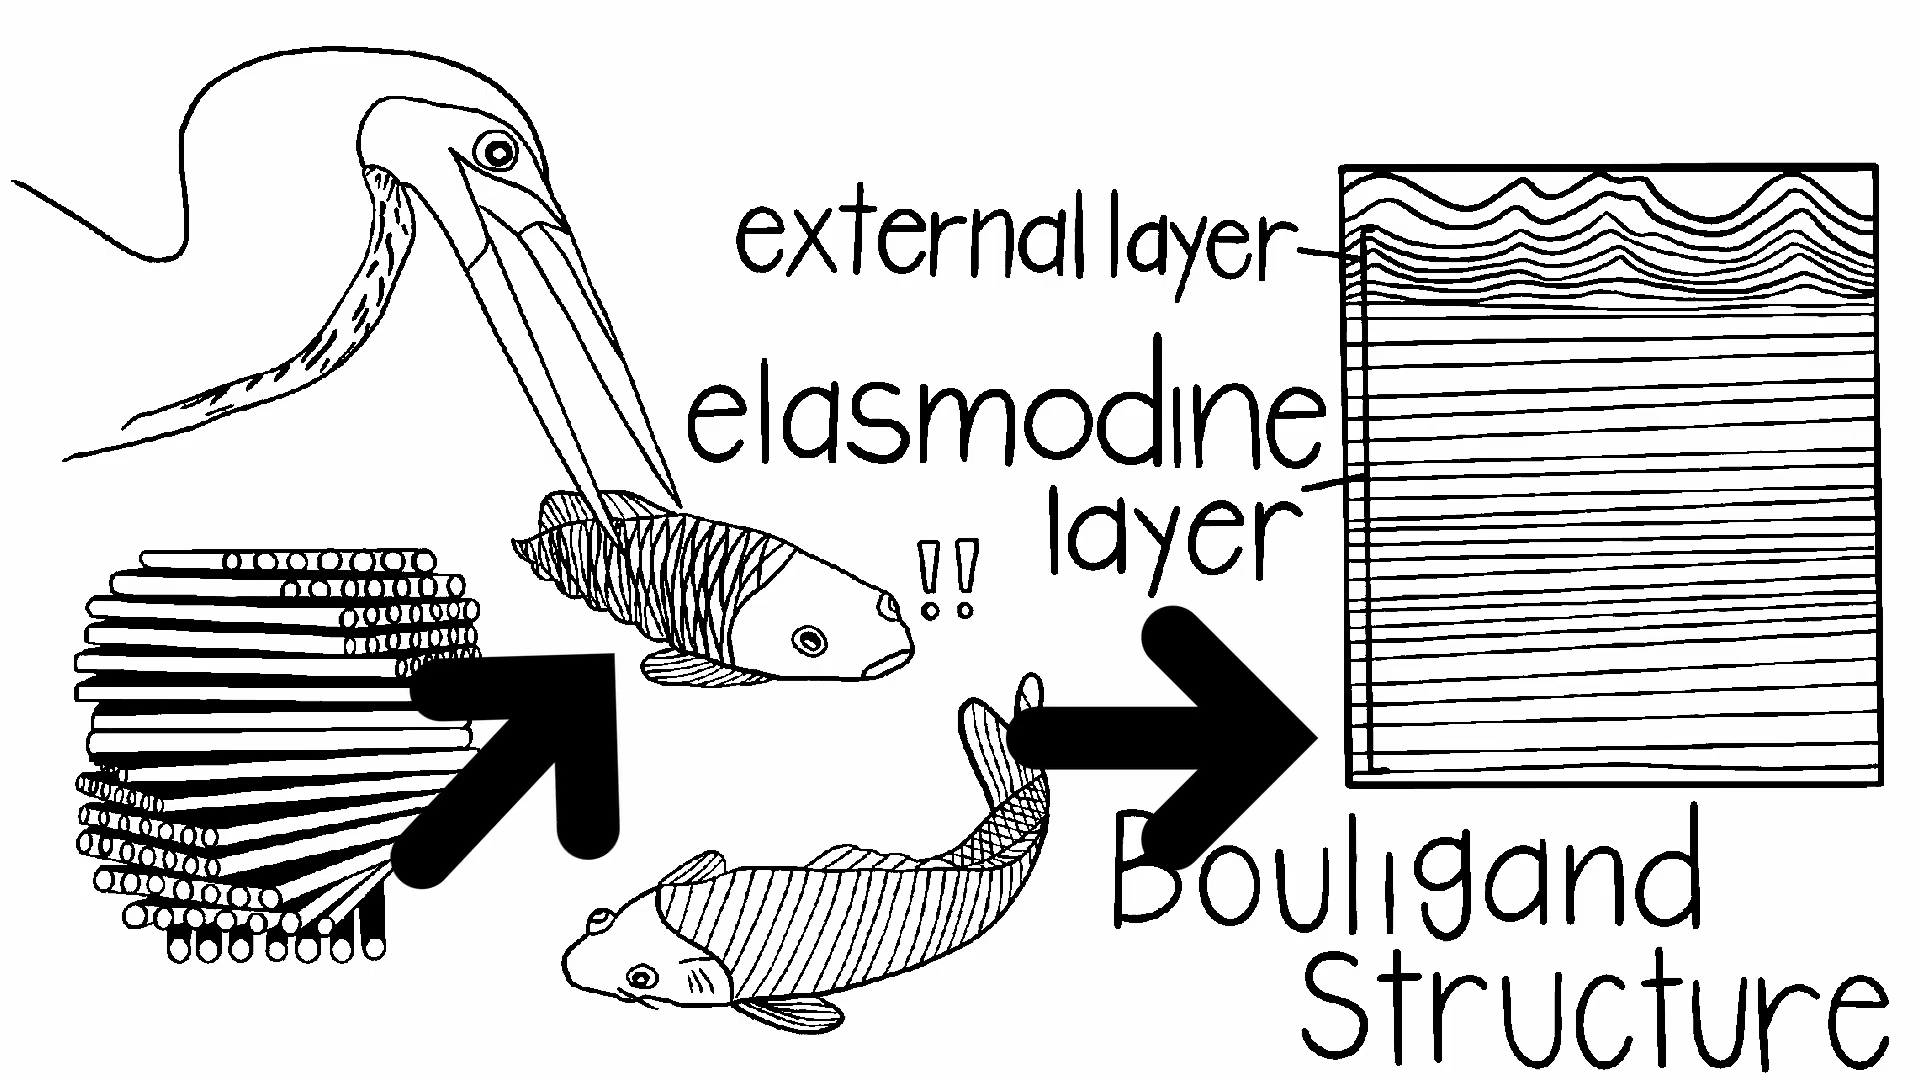 external layer
elasmodine
layer
!!
Bouligand
Structure